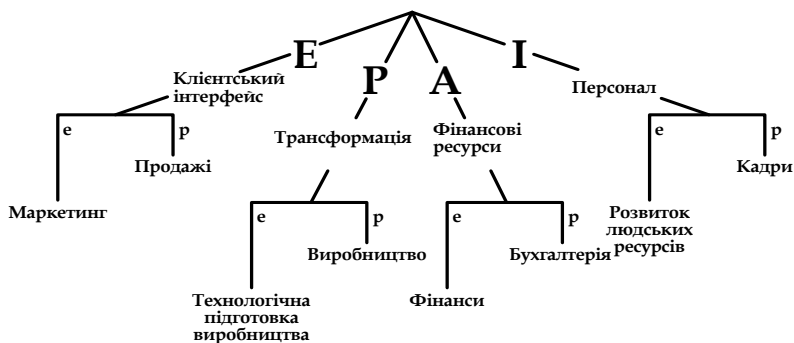 E
I
P
A
Клієнтський
інтерфейс
Персонал
Трансформація
Фінансові
ресурси
е
р
е
р
Продажі
Кадри
Маркетинг
Розвиток
людських
ресурсів
е
р
е
р
Виробництво
Бухгалтерія
Технологічна
підготовка
виробництва
Фінанси